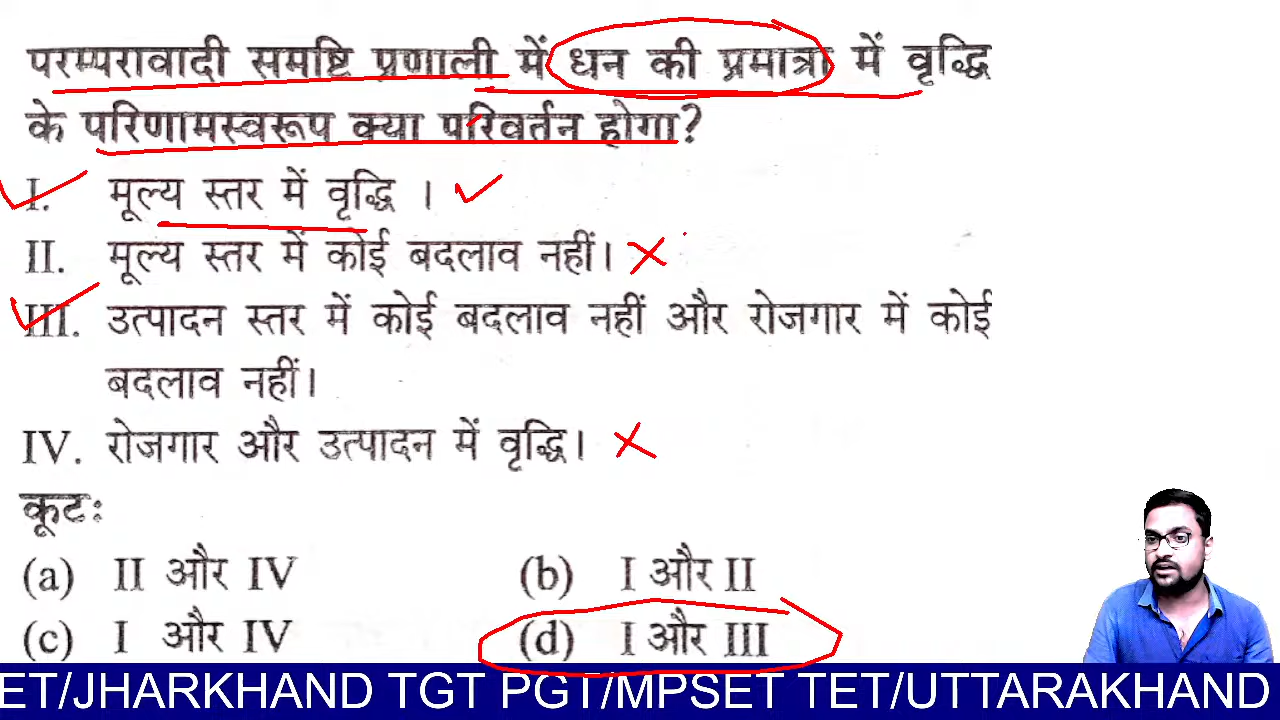 परम्परावादी समष्टि प्रणाली में धन की प्रमात्रा में वृद्धि
के परिणामस्वरूप क्या परिवर्तन होगा?
I. मूल्य स्तर में वृद्धि ।
II. मूल्य स्तर में कोई बदलाव नहीं।
III. उत्पादन स्तर में कोई बदलाव नहीं और रोजगार में कोई
बदलाव नहीं।
IV. रोजगार और उत्पादन में वृद्धि।
कूटः
(a) II और IV (b) I और II
(c) I और IV (d) I और III
ET/JHARKHAND TGT PGT/MPSET TET/UTTARAKHAND